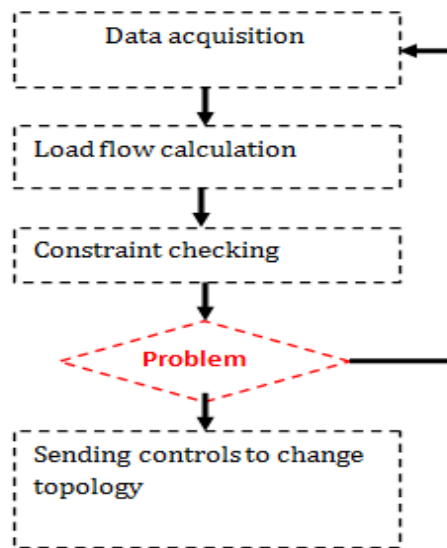 Data acquisition
Load flow calculation
Constraint checking
Problem
Sending controls to change
topology